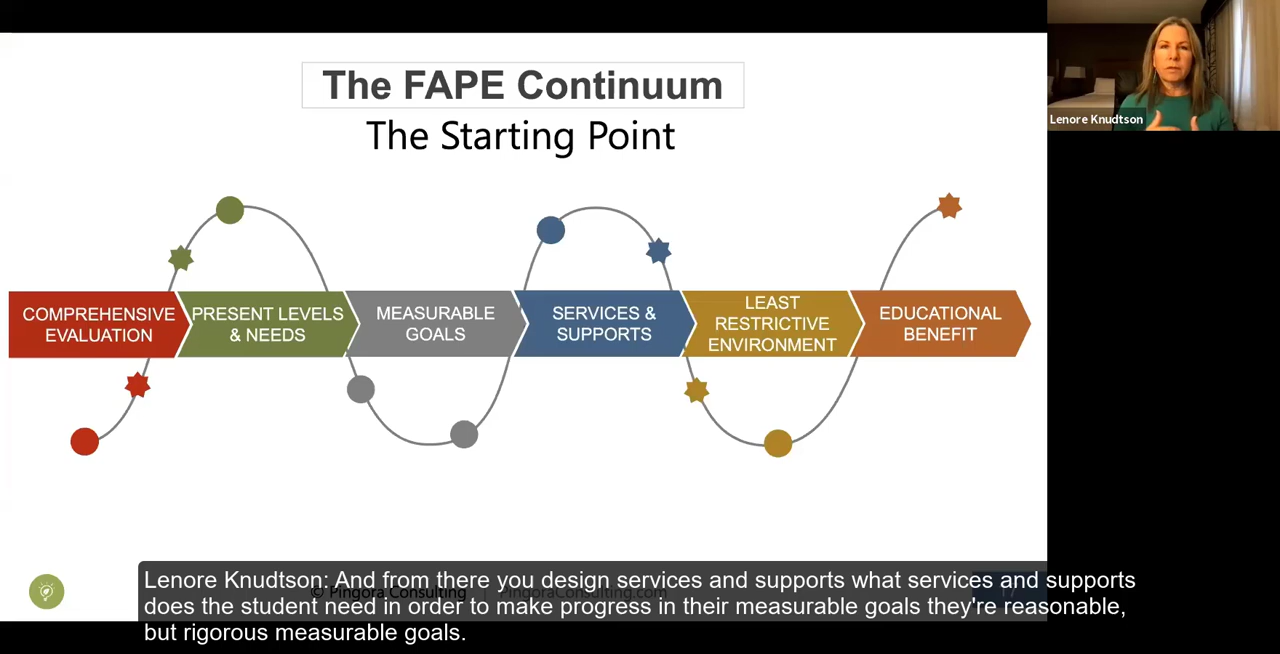 The FAPE Continuum
The Starting Point
Lenore Knudtson
COMPREHENSIVE
EVALUATION
PRESENT LEVELS
& NEEDS
MEASURABLE
GOALS
SERVICES &
SUPPORTS
LEAST
RESTRICTIVE
ENVIRONMENT
EDUCATIONAL
BENEFIT
Lenore Knudtson: And from there you design services and supports what services and supports
does the student need in order to make progress in their measurable goals they're reasonable,
but rigorous measurable goals.
© Pingora Consulting | PingoraConsulting.com
17